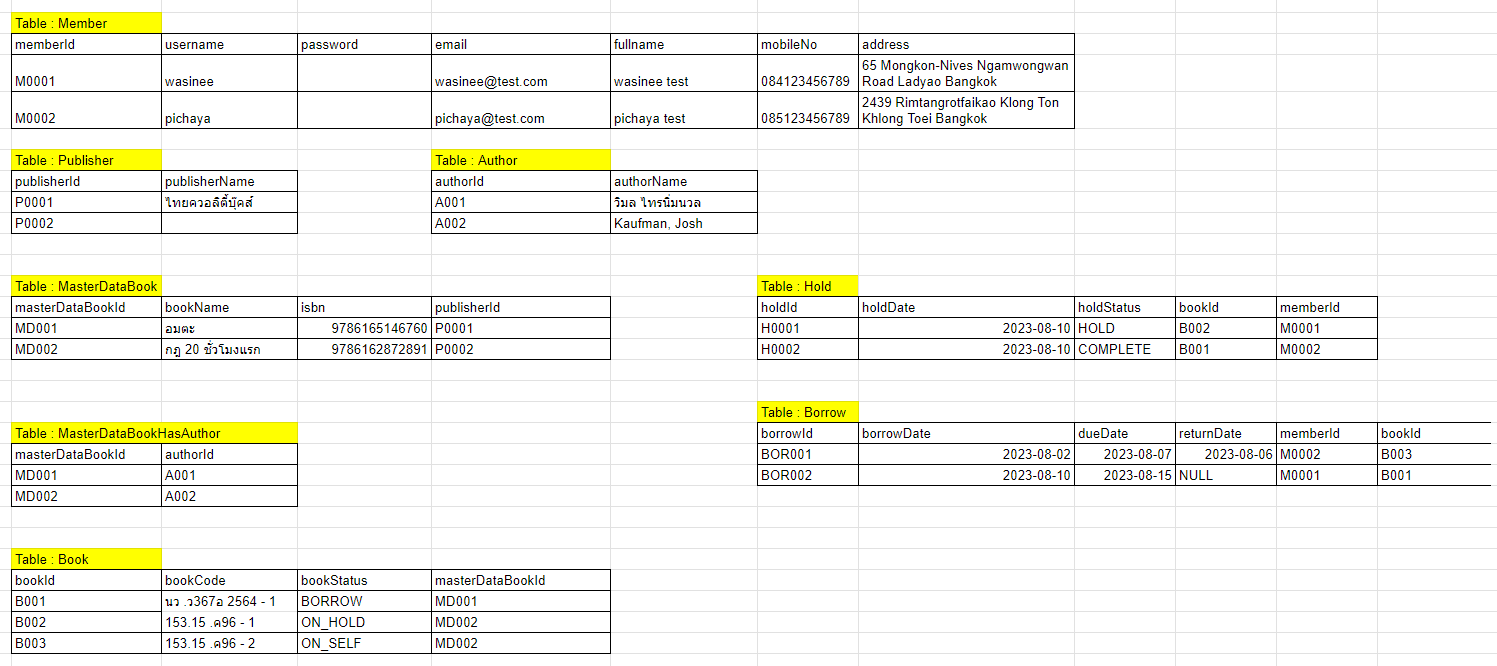 Table : Member
memberId username password email fullname mobileNo address
M0001 wasinee wasinee@test.com wasinee test 084123456789 65 Mongkon-Nives Ngamwongwan
Road Ladyao Bangkok
M0002 pichaya pichaya@test.com pichaya test 085123456789 2439 Rimtangrotfaikao Klong Ton
Khlong Toei Bangkok
Table : Publisher
publisherId publisherName
P0001 ไทยควอลิตี้บุ๊คส์
P0002
Table : Author
authorId authorName
A001 วิมล ไทรนิ่มนวล
A002 Kaufman, Josh
Table : MasterDataBook
masterDataBookId bookName isbn publisherId
MD001 อมตะ 9786165146760 P0001
MD002 กฎ 20 ชั่วโมงแรก 9786162872891 P0002
Table : Hold
holdId holdDate holdStatus bookId memberId
H0001 2023-08-10 HOLD B002 M0001
H0002 2023-08-10 COMPLETE B001 M0002
Table : Borrow
borrowId borrowDate dueDate returnDate memberId bookId
BOR001 2023-08-02 2023-08-07 2023-08-06 M0002 B003
BOR002 2023-08-10 2023-08-15 NULL M0001 B001
Table : MasterDataBookHasAuthor
masterDataBookId authorId
MD001 A001
MD002 A002
Table : Book
bookId bookCode bookStatus masterDataBookId
B001 นว .ว367อ 2564 - 1 BORROW MD001
B002 153.15 .ค96 - 1 ON_HOLD MD002
B003 153.15 .ค96 - 2 ON_SELF MD002